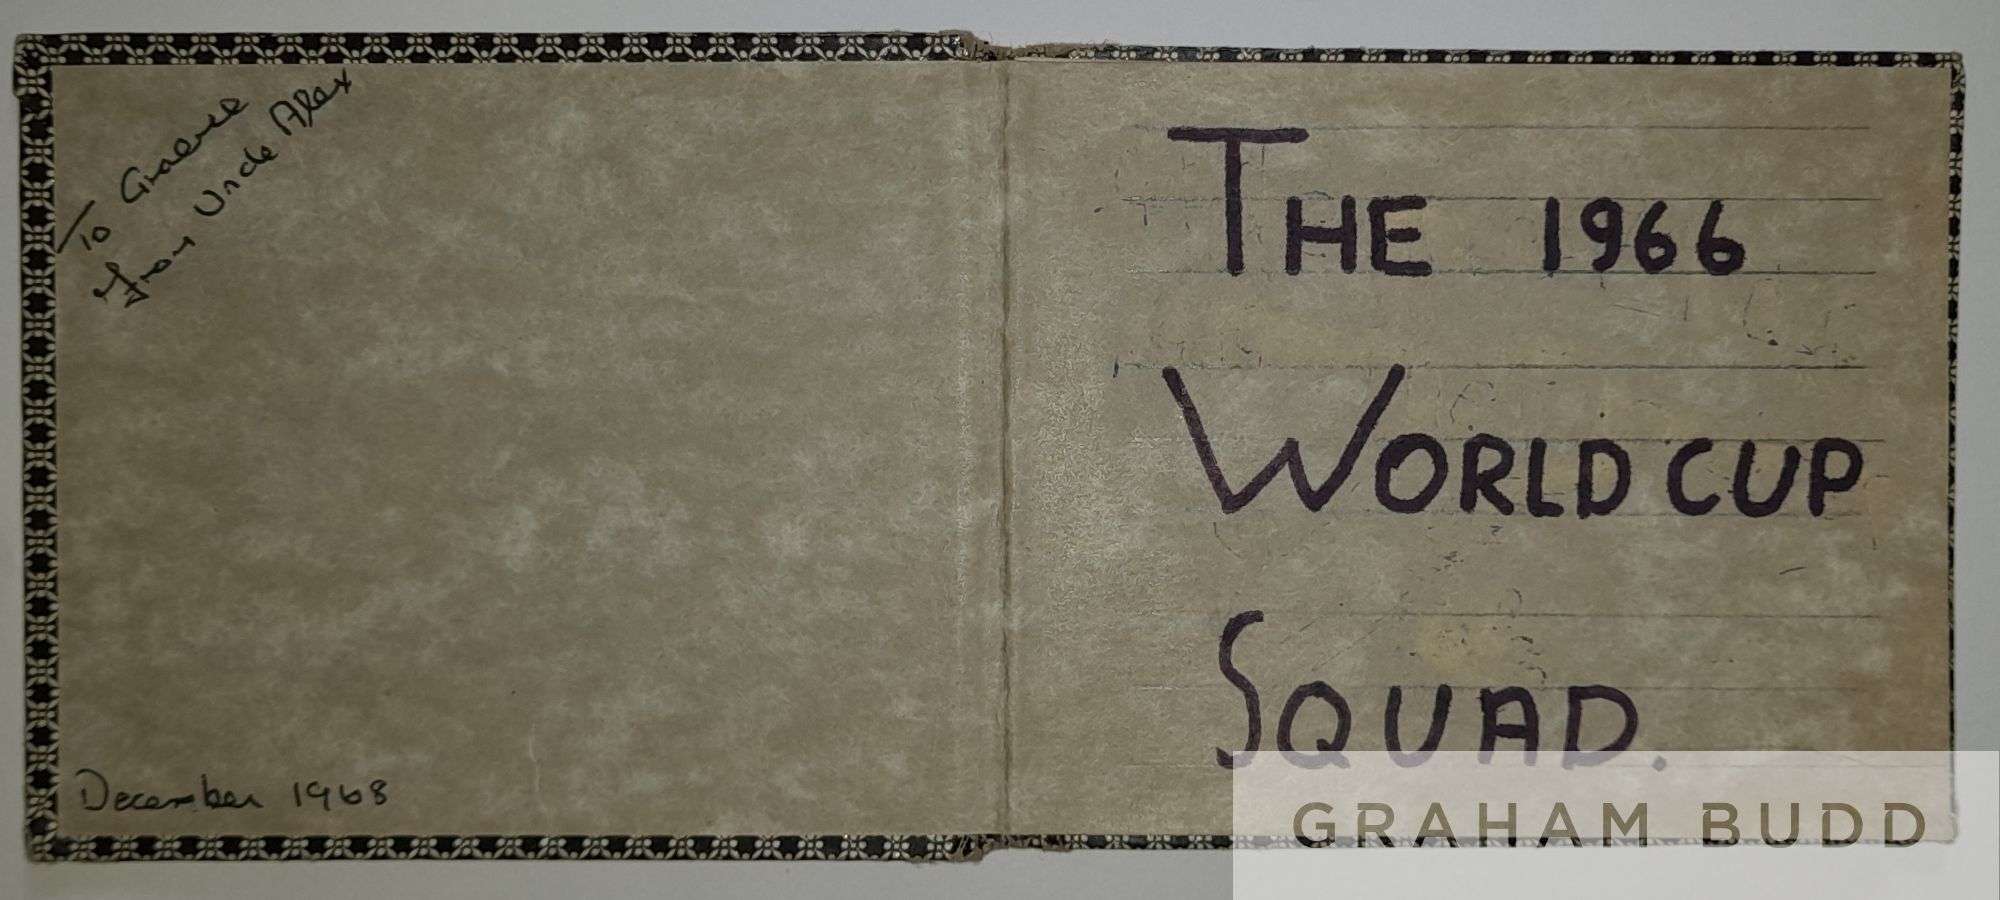 To Graeme
from Uncle Alex
December 1968
THE 1966
WORLD CUP
SQUAD.
GRAHAM BUDD